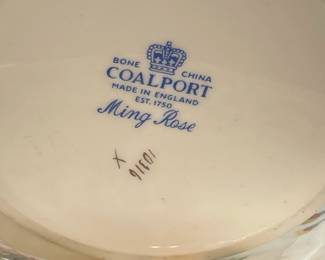 BONE CHINA
COALPORT
MADE IN ENGLAND
EST. 1750
Ming Rose
X